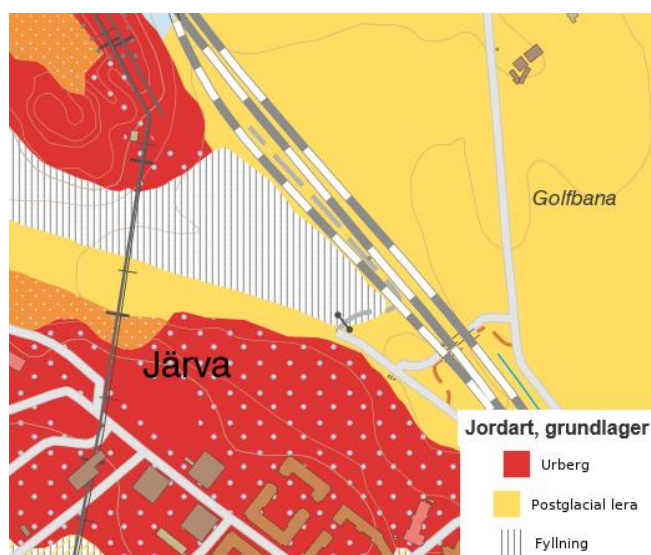 Golfbana
Järva
Jordart, grundlager
Urberg
Postglacial lera
Fyllning